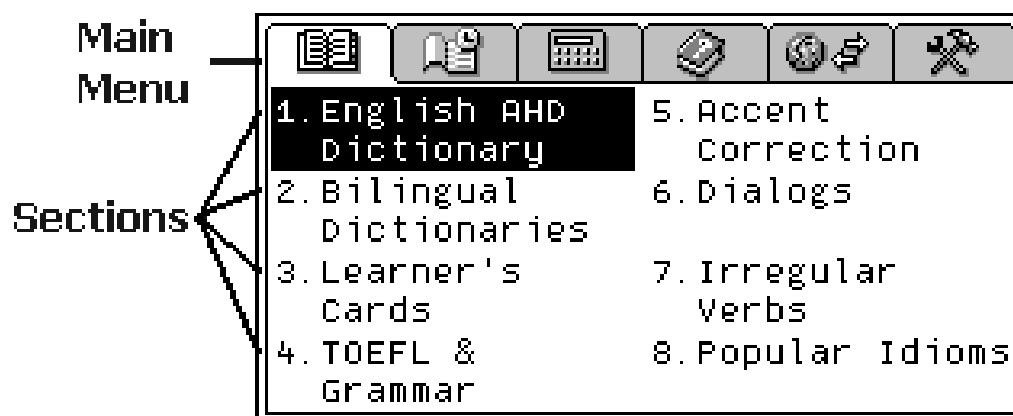 Main
Menu
Sections
1. English AHD
Dictionary
2. Bilingual
Dictionaries
3. Learner's
Cards
4. TOEFL &
Grammar
5. Accent
Correction
6. Dialogs
7. Irregular
Verbs
8. Popular Idioms